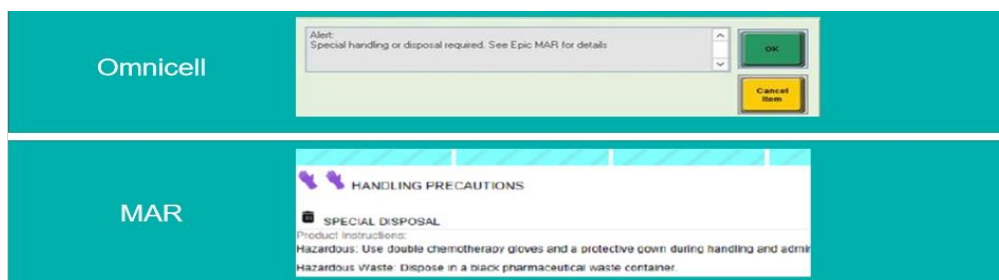 Omnicell
Alert:
Special handling or disposal required. See Epic MAR for details
OK
Cancel
Item
MAR
HANDLING PRECAUTIONS
SPECIAL DISPOSAL
Product Instructions:
Hazardous: Use double chemotherapy gloves and a protective gown during handling and admir
Hazardous Waste: Dispose in a black pharmaceutical waste container.